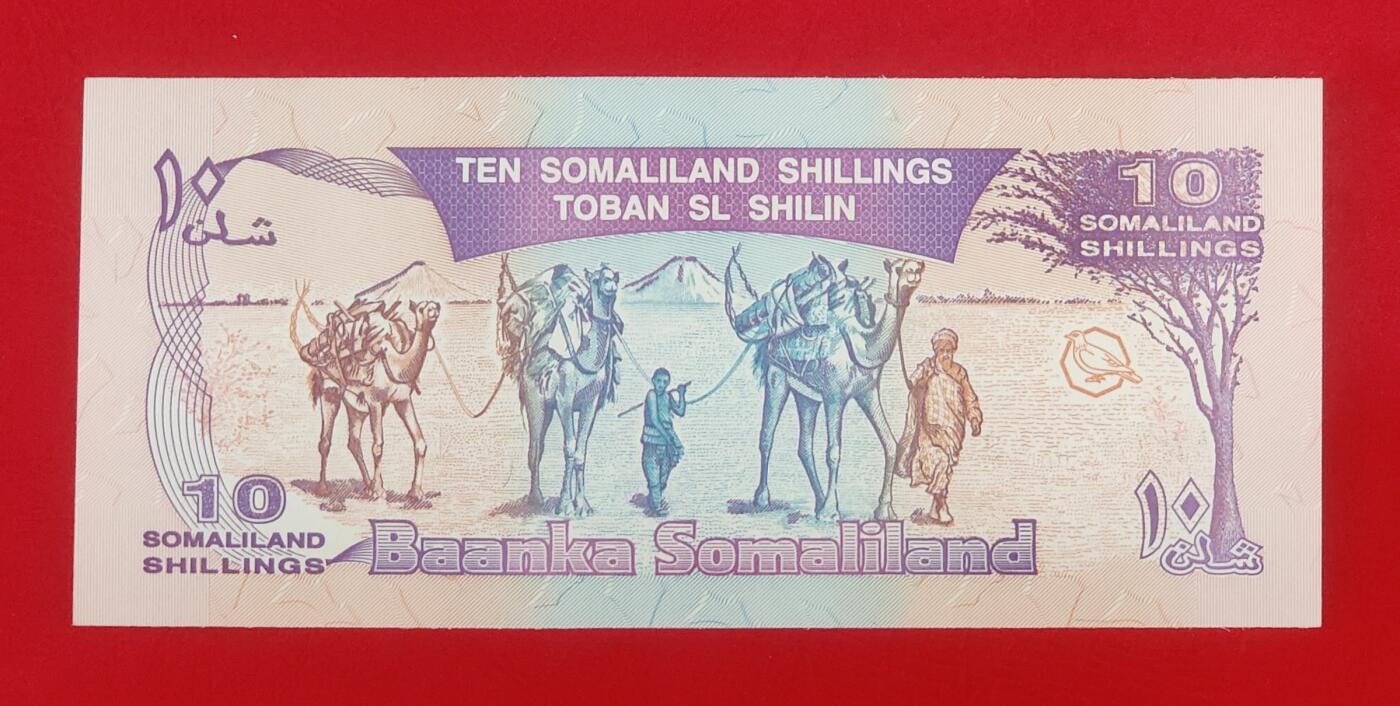 TEN SOMALILAND SHILLINGS
TOBAN SL SHILIN
١٠
شلن
10
SOMALILAND
SHILLINGS
10
SOMALILAND
SHILLINGS
Baanka Somaliland
١٠
شلن